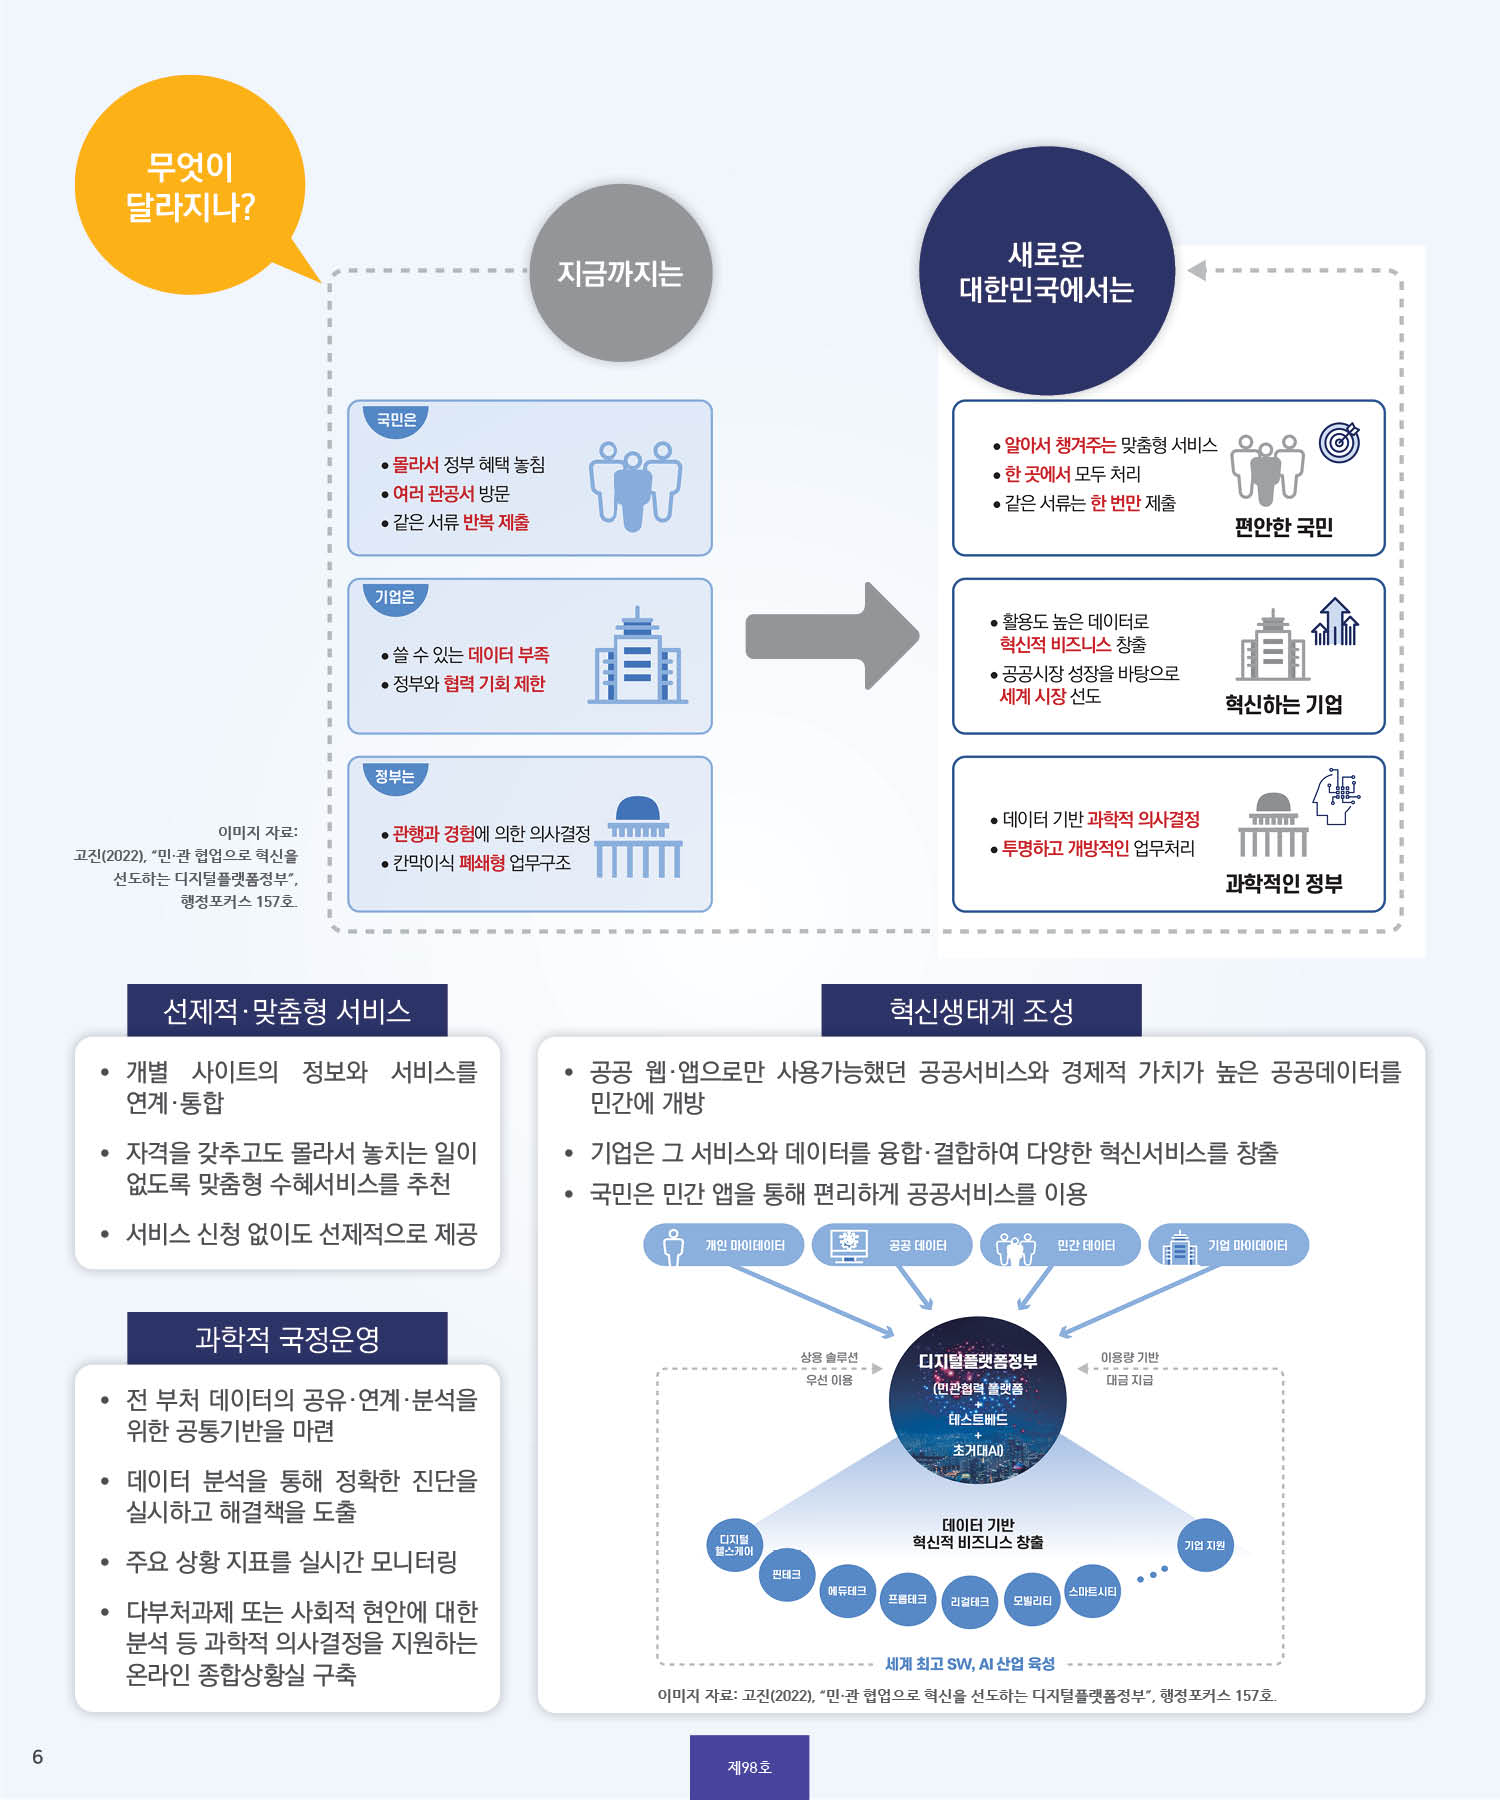 무엇이
달라지나?
지금까지는
새로운
대한민국에서는
국민은
● 몰라서 정부 혜택 놓침
● 여러 관공서 방문
● 같은 서류 반복 제출
● 알아서 챙겨주는 맞춤형 서비스
● 한 곳에서 모두 처리
● 같은 서류는 한 번만 제출
편안한 국민
기업은
● 쓸 수 있는 데이터 부족
● 정부와 협력 기회 제한
● 활용도 높은 데이터로
혁신적 비즈니스 창출
● 공공시장 성장을 바탕으로
세계 시장 선도
혁신하는 기업
정부는
● 관행과 경험에 의한 의사결정
● 칸막이식 폐쇄형 업무구조
● 데이터 기반 과학적 의사결정
● 투명하고 개방적인 업무처리
과학적인 정부
이미지 자료:
고진(2022), “민·관 협업으로 혁신을
선도하는 디지털플랫폼정부”,
행정포커스 157호.
선제적·맞춤형 서비스
• 개별 사이트의 정보와 서비스를
연계·통합
• 자격을 갖추고도 몰라서 놓치는 일이
없도록 맞춤형 수혜서비스를 추천
• 서비스 신청 없이도 선제적으로 제공
과학적 국정운영
• 전 부처 데이터의 공유·연계·분석을
위한 공통기반을 마련
• 데이터 분석을 통해 정확한 진단을
실시하고 해결책을 도출
• 주요 상황 지표를 실시간 모니터링
• 다부처과제 또는 사회적 현안에 대한
분석 등 과학적 의사결정을 지원하는
온라인 종합상황실 구축
혁신생태계 조성
• 공공 웹·앱으로만 사용가능했던 공공서비스와 경제적 가치가 높은 공공데이터를
민간에 개방
• 기업은 그 서비스와 데이터를 융합·결합하여 다양한 혁신서비스를 창출
• 국민은 민간 앱을 통해 편리하게 공공서비스를 이용
개인 마이데이터
공공 데이터
민간 데이터
기업 마이데이터
상용 솔루션
우선 이용
디지털플랫폼정부
(민관협력 플랫폼
+
테스트베드
+
초거대AI)
이용량 기반
대금 지급
데이터 기반
혁신적 비즈니스 창출
디지털
헬스케어
핀테크
에듀테크
프롭테크
리걸테크
모빌리티
스마트시티
기업 지원
세계 최고 SW, AI 산업 육성
이미지 자료: 고진(2022), “민·관 협업으로 혁신을 선도하는 디지털플랫폼정부”, 행정포커스 157호.
6
제98호